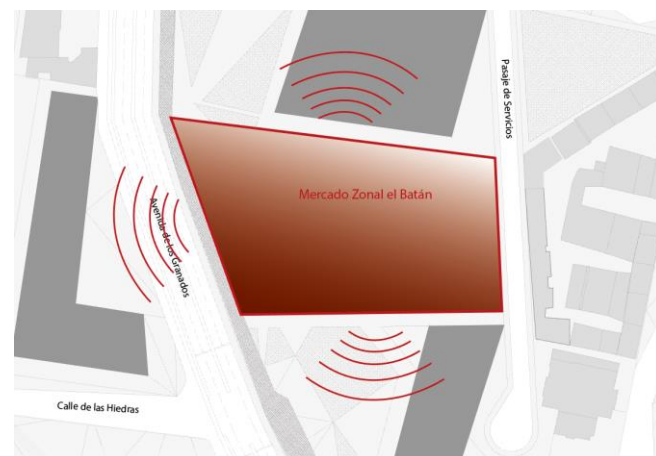 Pasaje de Servicios
Mercado Zonal el Batán
Avenida de los Granados
Calle de las Hiedras